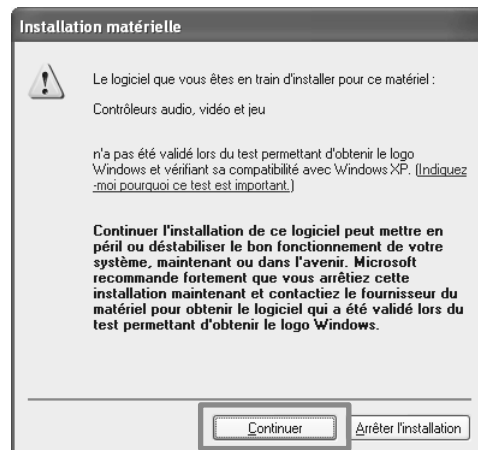 Installation matérielle
Le logiciel que vous êtes en train d'installer pour ce matériel :
Contrôleurs audio, vidéo et jeu
n'a pas été validé lors du test permettant d'obtenir le logo
Windows et vérifiant sa compatibilité avec Windows XP. (Indiquez
-moi pourquoi ce test est important.)
Continuer l'installation de ce logiciel peut mettre en
péril ou déstabiliser le bon fonctionnement de votre
système, maintenant ou dans l'avenir. Microsoft
recommande fortement que vous arrêtiez cette
installation maintenant et contactiez le fournisseur du
matériel pour obtenir le logiciel qui a été validé lors du
test permettant d'obtenir le logo Windows.
Continuer
Arrêter l'installation